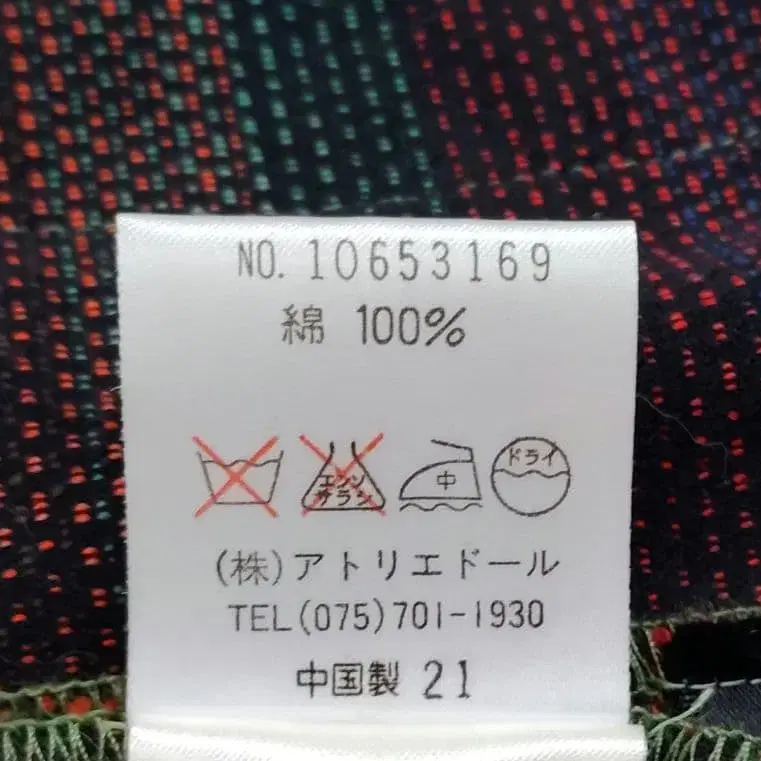 NO. 10653169
綿 100%
エンソ サラシ 中 ドライ
(株)アトリエドール
TEL(075)701-1930
中国製 21